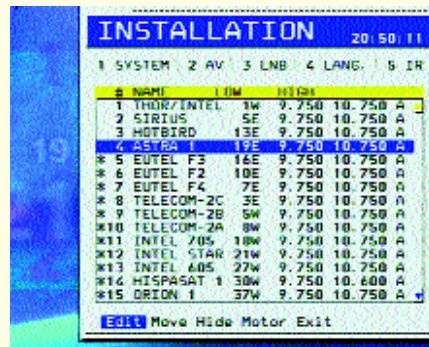 INSTALLATION 20:50:11
1 SYSTEM 2 AV 3 LNB 4 LANG. 5 IR
# NAME LOW HIGH
1 THOR/INTEL 1W 9.750 10.750 A
2 SIRIUS 5E 9.750 10.750 A
3 HOTBIRD 13E 9.750 10.750 A
4 ASTRA 1 19E 9.750 10.750 A
* 5 EUTEL F3 16E 9.750 10.750 A
* 6 EUTEL F2 10E 9.750 10.750 A
* 7 EUTEL F4 7E 9.750 10.750 A
* 8 TELECOM-2C 3E 9.750 10.750 A
* 9 TELECOM-2B 5W 9.750 10.750 A
*10 TELECOM-2A 8W 9.750 10.750 A
*11 INTEL 705 18W 9.750 10.750 A
*12 INTEL STAR 21W 9.750 10.750 A
*13 INTEL 605 27W 9.750 10.750 A
*14 HISPASAT 1 30W 9.750 10.600 A
*15 ORION 1 37W 9.750 10.750 A
Edit Move Hide Motor Exit